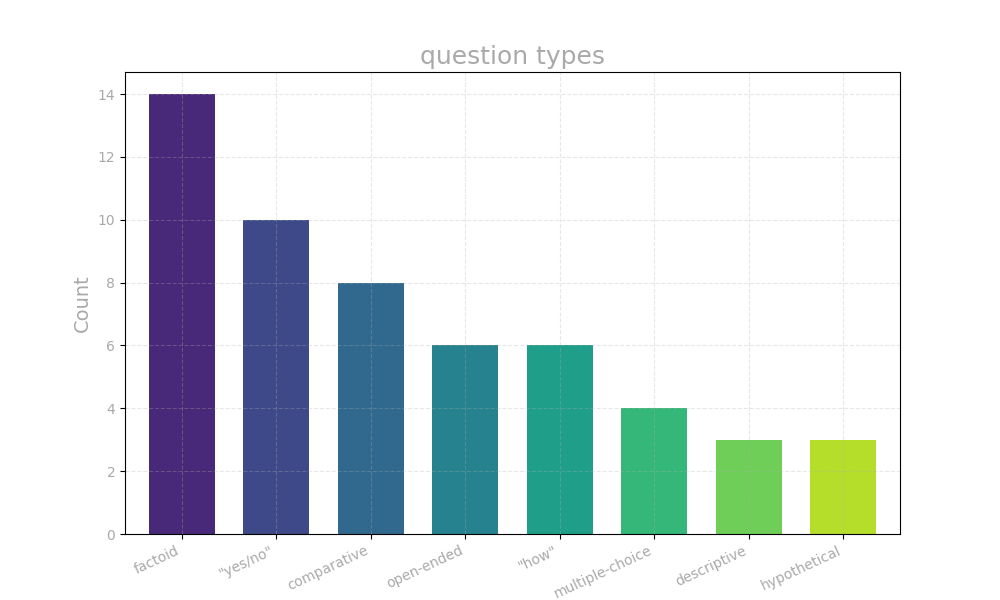 question types
Count
14
12
10
8
6
4
2
0
factoid
"yes/no"
comparative
open-ended
"how"
multiple-choice
descriptive
hypothetical